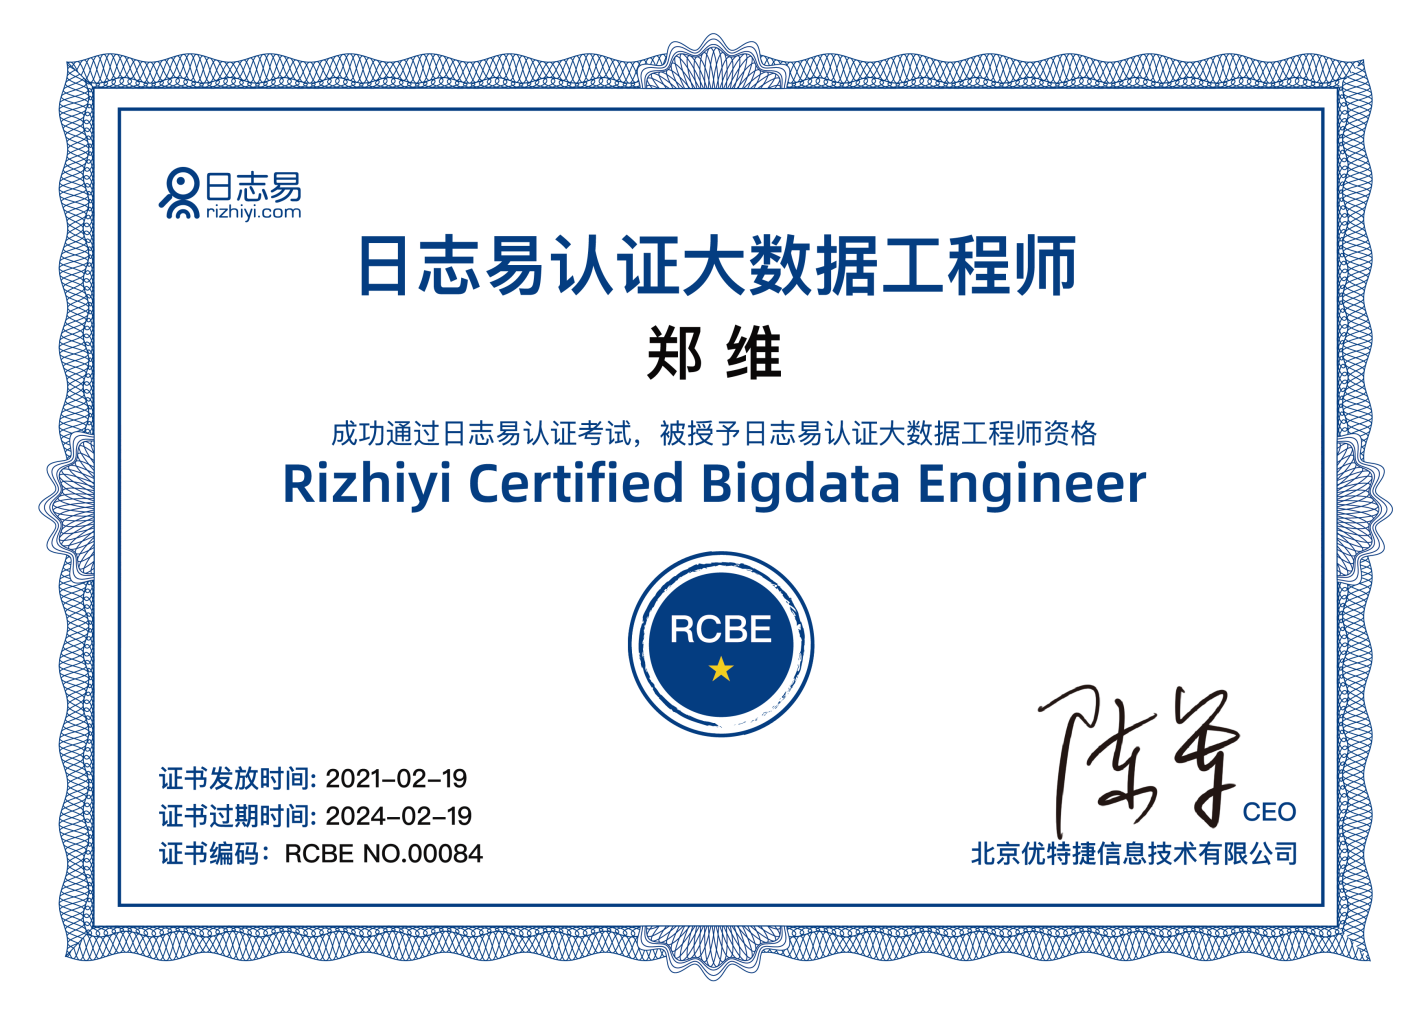 日志易
rizhiyi.com
日志易认证大数据工程师
郑 维
成功通过日志易认证考试，被授予日志易认证大数据工程师资格
Rizhiyi Certified Bigdata Engineer
RCBE
证书发放时间: 2021-02-19
证书过期时间: 2024-02-19
证书编码：RCBE NO.00084
陈军
CEO
北京优特捷信息技术有限公司